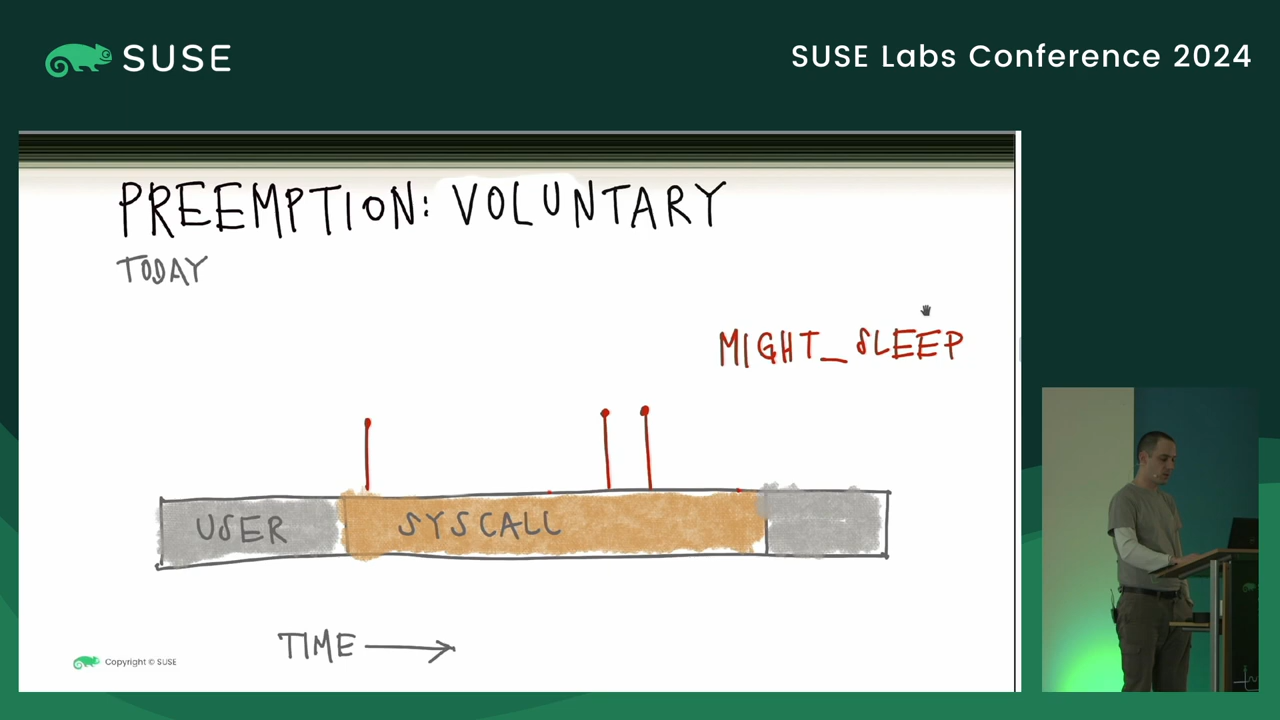 SUSE
SUSE Labs Conference 2024
PREEMPTION: VOLUNTARY
TODAY
MIGHT_SLEEP
USER
SYSCALL
TIME
Copyright © SUSE